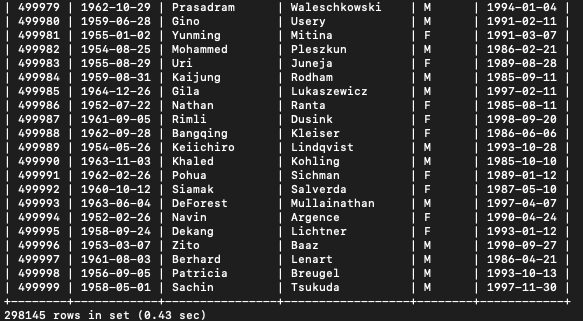 | 499979 | 1962-10-29 | Prasadram | Waleschkowski | M | 1994-01-04 |
| 499980 | 1959-06-28 | Gino | Usery | M | 1991-02-11 |
| 499981 | 1955-01-02 | Yunming | Mitina | F | 1991-03-07 |
| 499982 | 1954-08-25 | Mohammed | Pleszkun | M | 1986-02-21 |
| 499983 | 1955-08-29 | Uri | Juneja | F | 1989-08-28 |
| 499984 | 1959-08-31 | Kaijung | Rodham | M | 1985-09-11 |
| 499985 | 1964-12-26 | Gila | Lukaszewicz | M | 1997-02-11 |
| 499986 | 1952-07-22 | Nathan | Ranta | F | 1985-08-11 |
| 499987 | 1961-09-05 | Rimli | Dusink | F | 1998-09-20 |
| 499988 | 1962-09-28 | Bangqing | Kleiser | F | 1986-06-06 |
| 499989 | 1954-05-26 | Keiichiro | Lindqvist | M | 1993-10-28 |
| 499990 | 1963-11-03 | Khaled | Kohling | M | 1985-10-10 |
| 499991 | 1962-02-26 | Pohua | Sichman | F | 1989-01-12 |
| 499992 | 1960-10-12 | Siamak | Salverda | F | 1987-05-10 |
| 499993 | 1963-06-04 | DeForest | Mullainathan | M | 1997-04-07 |
| 499994 | 1952-02-26 | Navin | Argence | F | 1990-04-24 |
| 499995 | 1958-09-24 | Dekang | Lichtner | F | 1993-01-12 |
| 499996 | 1953-03-07 | Zito | Baaz | M | 1990-09-27 |
| 499997 | 1961-08-03 | Berhard | Lenart | M | 1986-04-21 |
| 499998 | 1956-09-05 | Patricia | Breugel | M | 1993-10-13 |
| 499999 | 1958-05-01 | Sachin | Tsukuda | M | 1997-11-30 |
+--------+------------+----------------+------------------+--------+------------+
298145 rows in set (0.43 sec)